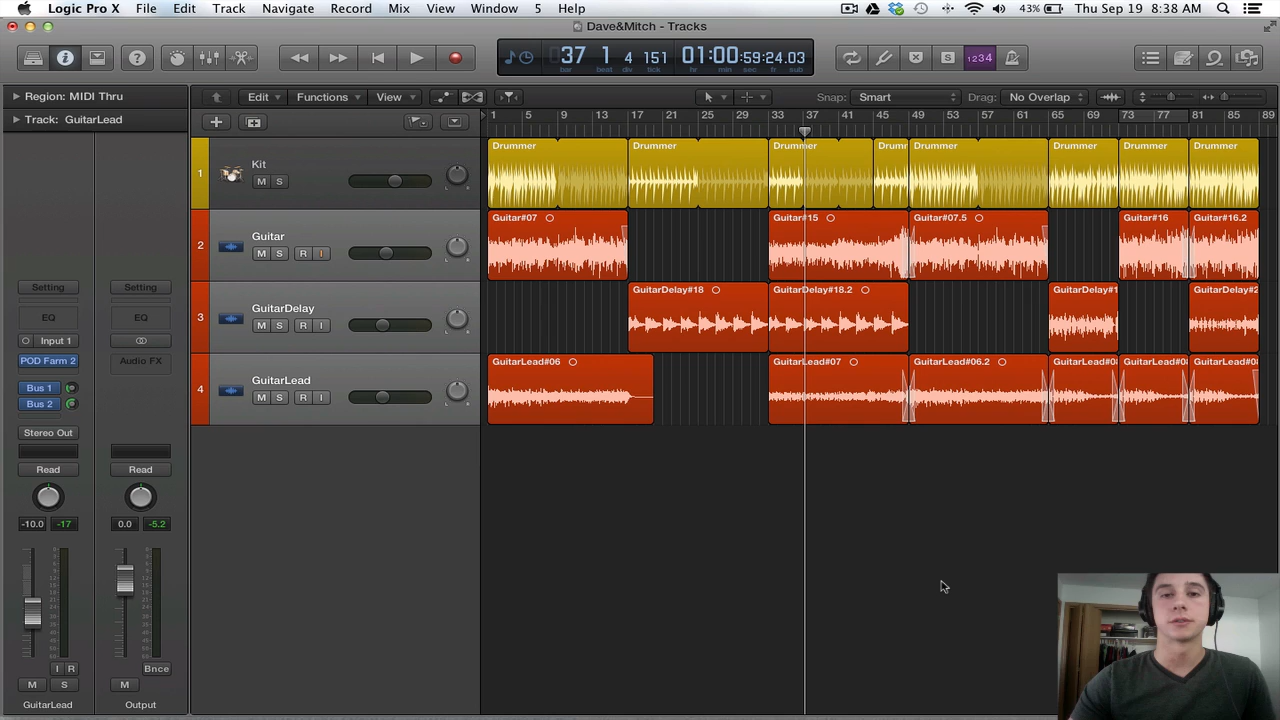 Logic Pro X File Edit Track Navigate Record Mix View Window 5 Help 43% Thu Sep 19 8:38 AM
Dave&Mitch - Tracks
37 1 4 151 01:00:59:24.03
bar beat div tick hr min sec fr sub
1234
Region: MIDI Thru
Edit Functions View Snap: Smart Drag: No Overlap
Track: GuitarLead
1 5 9 13 17 21 25 29 33 37 41 45 49 53 57 61 65 69 73 77 81 85 89
1 Kit M S
Drummer Drummer Drummer Drumm Drummer Drummer Drummer Drummer
2 Guitar M S R I
Guitar#07 Guitar#15 Guitar#07.5 Guitar#16 Guitar#16.2
3 GuitarDelay M S R I
GuitarDelay#18 GuitarDelay#18.2 GuitarDelay#1 GuitarDelay#2
4 GuitarLead M S R I
GuitarLead#06 GuitarLead#07 GuitarLead#06.2 GuitarLead#0 GuitarLead#0 GuitarLead#0
Setting Setting
EQ EQ
Input 1
POD Farm 2 Audio FX
Bus 1
Bus 2
Stereo Out
Read Read
-10.0 -17 0.0 -5.2
I R Bnce
M S M
GuitarLead Output